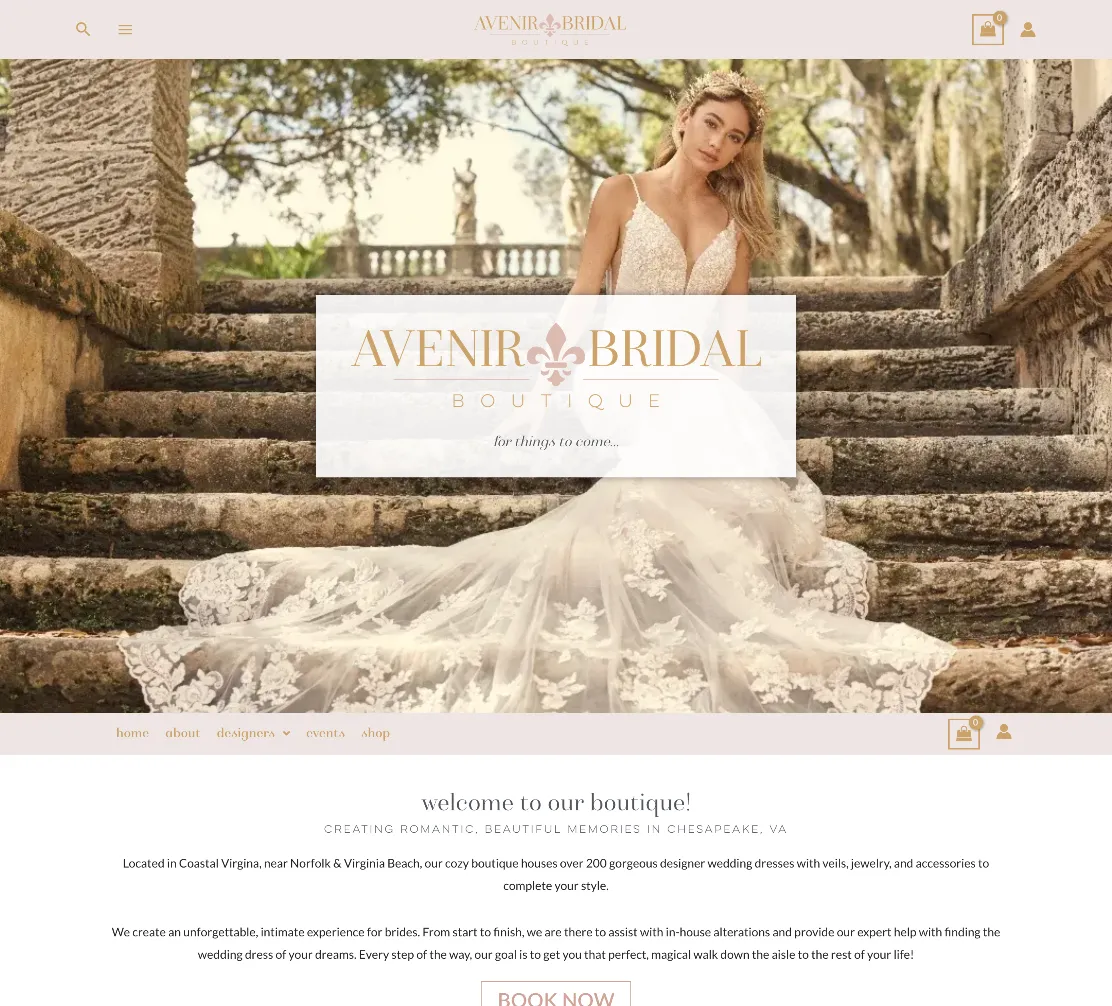 AVENIR BRIDAL
BOUTIQUE
0
AVENIR BRIDAL
BOUTIQUE
for things to come...
home about designers events shop
0
welcome to our boutique!
CREATING ROMANTIC, BEAUTIFUL MEMORIES IN CHESAPEAKE, VA
Located in Coastal Virgina, near Norfolk & Virginia Beach, our cozy boutique houses over 200 gorgeous designer wedding dresses with veils, jewelry, and accessories to
complete your style.
We create an unforgettable, intimate experience for brides. From start to finish, we are there to assist with in-house alterations and provide our expert help with finding the
wedding dress of your dreams. Every step of the way, our goal is to get you that perfect, magical walk down the aisle to the rest of your life!
BOOK NOW